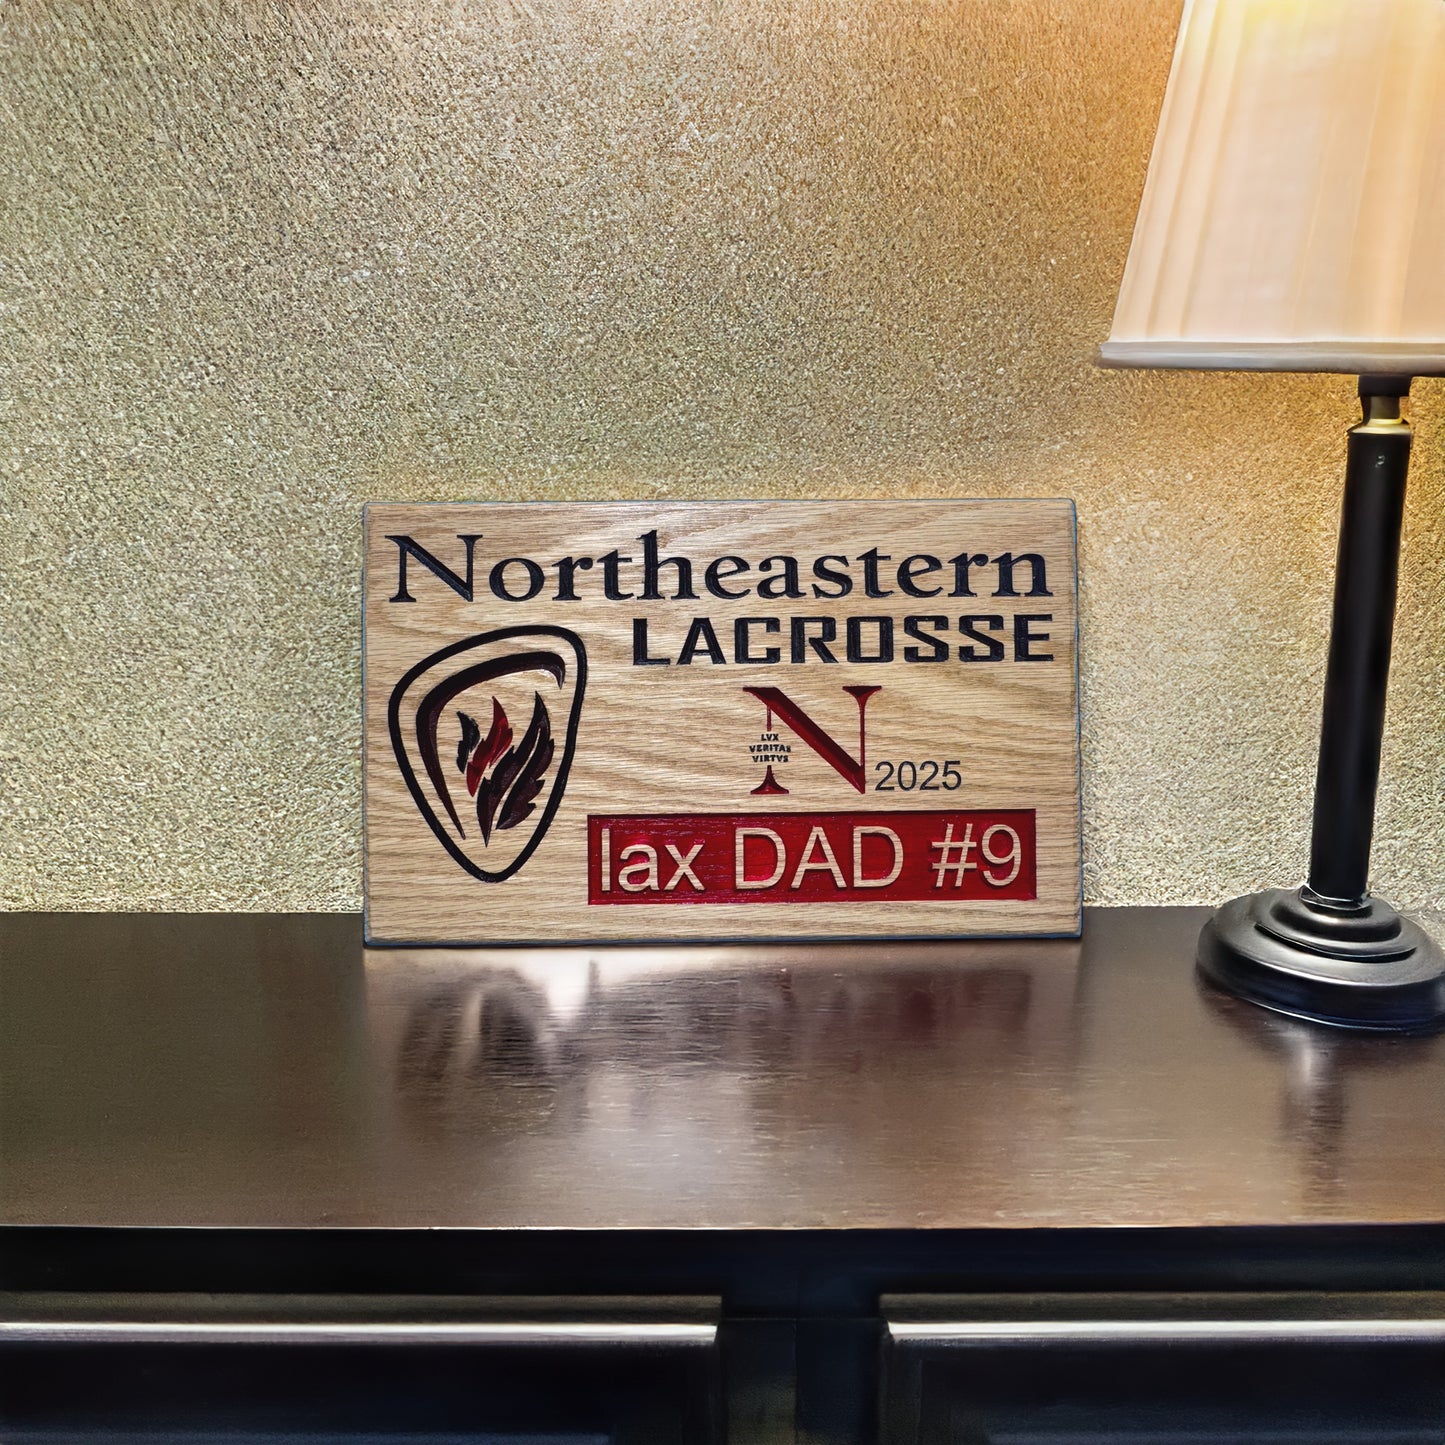 Northeastern
LACROSSE
N
LVX
VERITAS
VIRTVS
2025
lax DAD #9